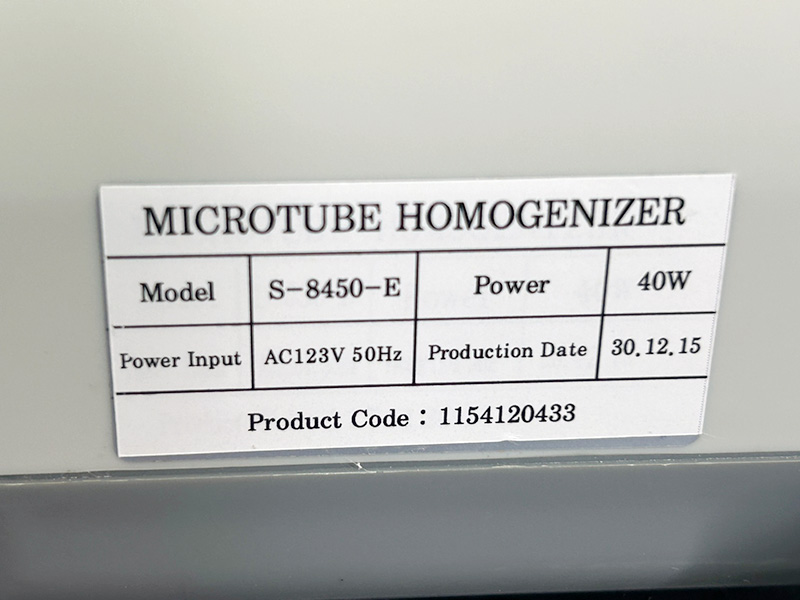 MICROTUBE HOMOGENIZER
Model S-8450-E Power 40W
Power Input AC123V 50Hz Production Date 30.12.15
Product Code : 1154120433